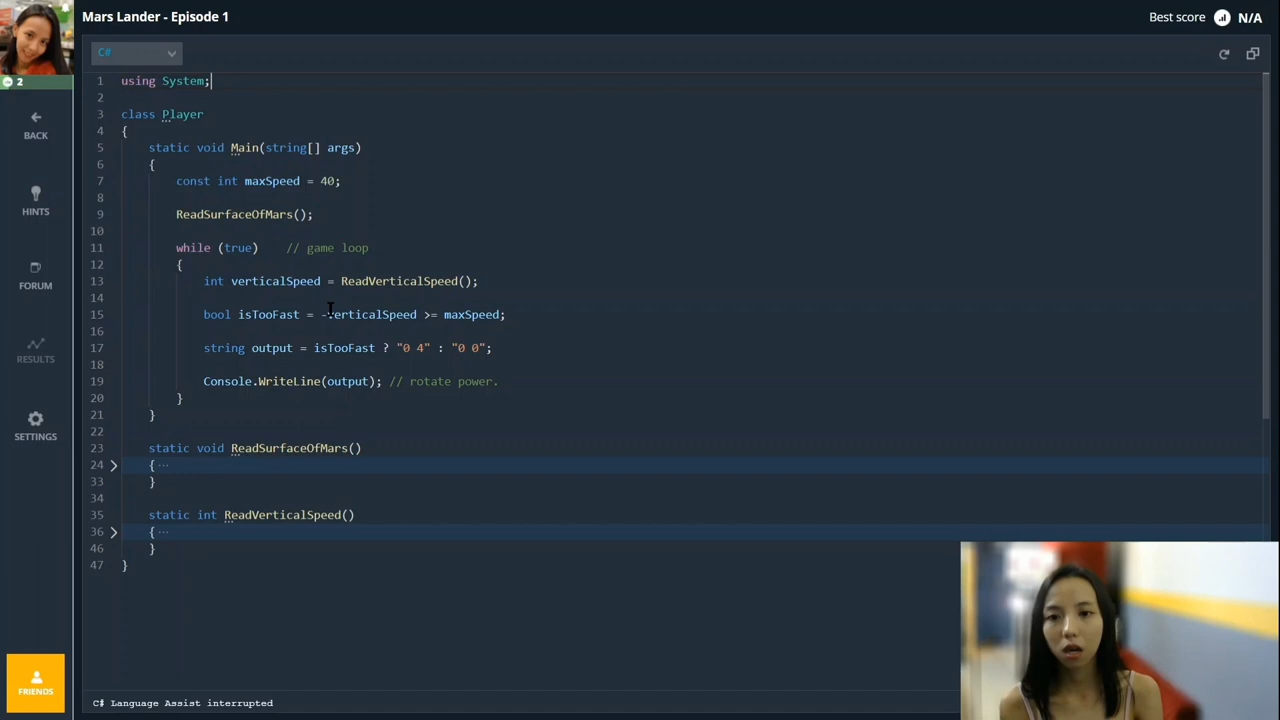 Mars Lander - Episode 1
Best score N/A
C#
2
BACK
HINTS
FORUM
RESULTS
SETTINGS
FRIENDS
1 using System;
2
3 class Player
4 {
5 static void Main(string[] args)
6 {
7 const int maxSpeed = 40;
8
9 ReadSurfaceOfMars();
10
11 while (true) // game loop
12 {
13 int verticalSpeed = ReadVerticalSpeed();
14
15 bool isTooFast = -verticalSpeed >= maxSpeed;
16
17 string output = isTooFast ? "0 4" : "0 0";
18
19 Console.WriteLine(output); // rotate power.
20 }
21 }
22
23 static void ReadSurfaceOfMars()
24 { ···
33 }
34
35 static int ReadVerticalSpeed()
36 { ···
46 }
47 }
C# Language Assist interrupted